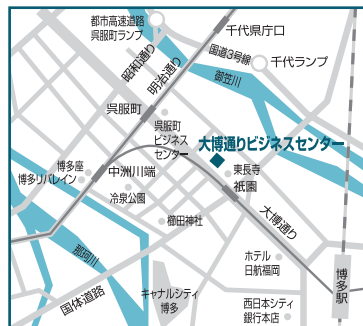 都市高速道路
呉服町ランプ
千代県庁口
国道3号線
千代ランプ
昭和通り
明治通り
御笠川
呉服町
呉服町
ビジネス
センター
大博通りビジネスセンター
博多座
博多リバレイン
中洲川端
東長寺
祇園
冷泉公園
櫛田神社
大博通り
那珂川
ホテル
日航福岡
博多駅
国体道路
キャナルシティ
博多
西日本シティ
銀行本店